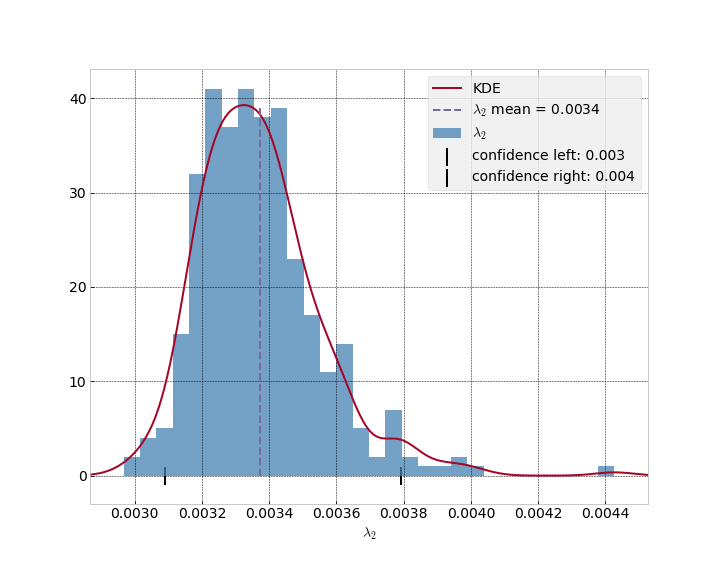 KDE
λ₂ mean = 0.0034
λ₂
confidence left: 0.003
confidence right: 0.004
40
30
20
10
0
0.0030 0.0032 0.0034 0.0036 0.0038 0.0040 0.0042 0.0044
λ₂